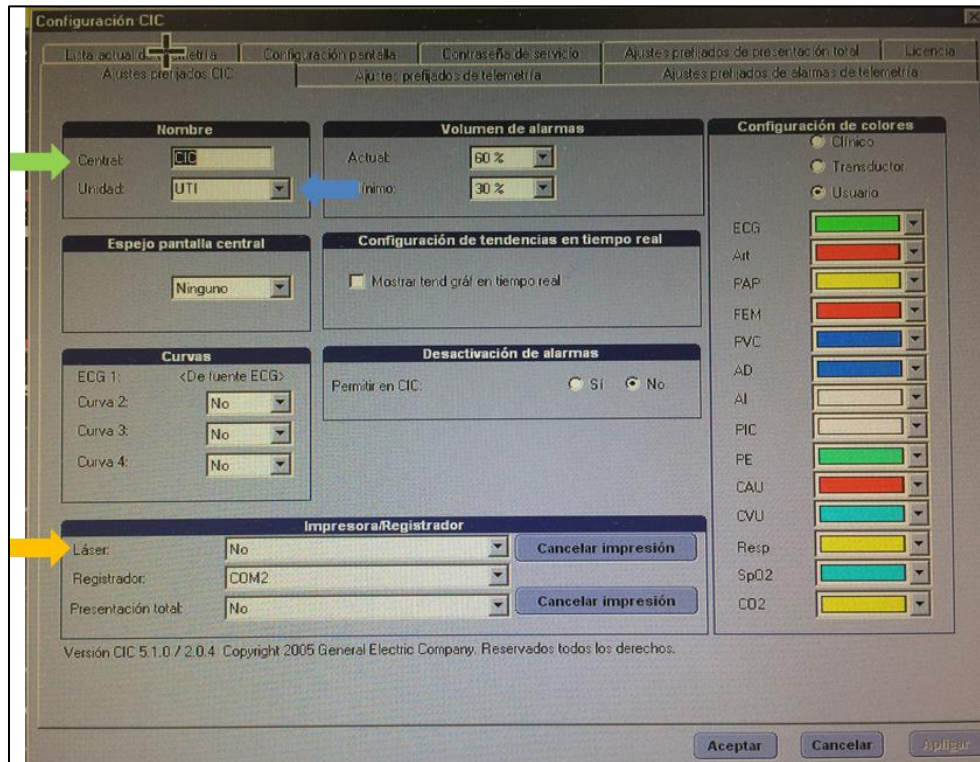 Configuración CIC
Lista actual de telemetría Configuración pantalla Contraseña de servicio Ajustes prefijados de presentación total Licencia
Ajustes prefijados CIC Ajustes prefijados de telemetría Ajustes prefijados de alarmas de telemetría
Nombre
Central: CIC
Unidad: UTI
Volumen de alarmas
Actual: 60 %
ínimo: 30 %
Espejo pantalla central
Ninguno
Configuración de tendencias en tiempo real
Mostrar tend gráf en tiempo real
Curvas
ECG 1: <De fuente ECG>
Curva 2: No
Curva 3: No
Curva 4: No
Desactivación de alarmas
Permitir en CIC: Sí No
Configuración de colores
Clínico
Transductor
Usuario
ECG
Art
PAP
FEM
PVC
AD
AI
PIC
PE
CAU
CVU
Resp
SpO2
CO2
Impresora/Registrador
Láser: No Cancelar impresión
Registrador: COM2
Presentación total: No Cancelar impresión
Versión CIC 5.1.0 / 2.0.4 Copyright 2005 General Electric Company. Reservados todos los derechos.
Aceptar Cancelar Aplicar